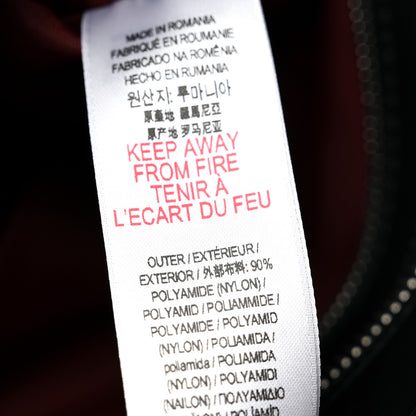 MADE IN ROMANIA
FABRIQUÉ EN ROUMANIE
FABRICADO NA ROMÉNIA
HECHO EN RUMANIA
원산지: 루마니아
原產地 羅馬尼亞
原产地 罗马尼亚
KEEP AWAY
FROM FIRE
TENIR À
L'ECART DU FEU
OUTER / EXTÉRIEUR /
EXTERIOR / 外部布料: 90%
POLYAMIDE (NYLON) /
POLYAMID / POLIAMMIDE /
POLYAMIDE / POLYAMID
(NYLON) / POLIAMIDA /
poliamida / POLIAMIDA
(NYLON) / POLYAMIDI
(NAILON) / ΠΟΛΥΑΜΙΔΙΟ